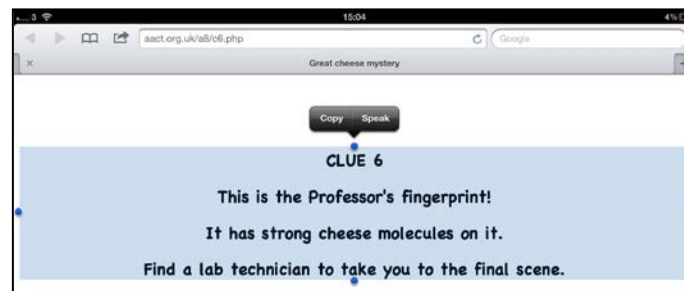 3 15:04 4%
aact.org.uk/a8/c6.php Google
Great cheese mystery
Copy Speak
CLUE 6
This is the Professor's fingerprint!
It has strong cheese molecules on it.
Find a lab technician to take you to the final scene.